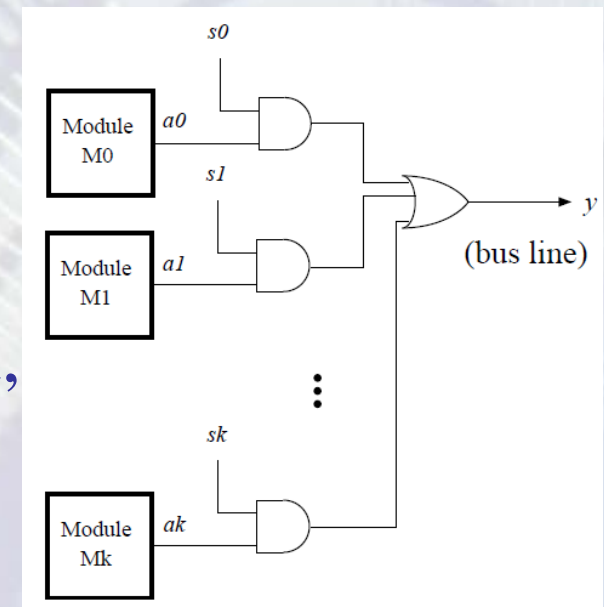 s0
Module
M0
a0
s1
y
(bus line)
Module
M1
a1
,
⋮
sk
Module
Mk
ak